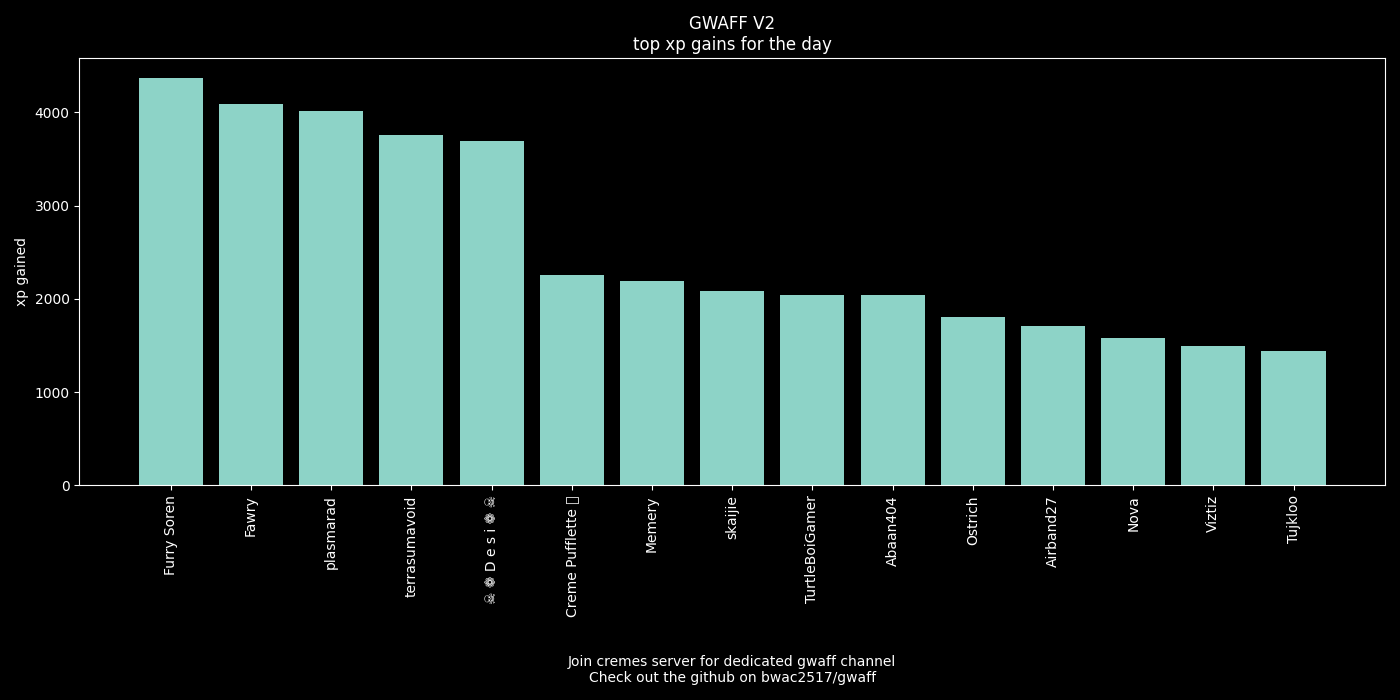 GWAFF V2
top xp gains for the day
xp gained
4000
3000
2000
1000
0
Furry Soren
Fawry
plasmarad
terrasumavoid
☠ ❁ D e s i ❁ ☠
Creme Pufflette
Memery
skaijie
TurtleBoiGamer
Abaan404
Ostrich
Airband27
Nova
Viztiz
Tujkloo
Join cremes server for dedicated gwaff channel
Check out the github on bwac2517/gwaff